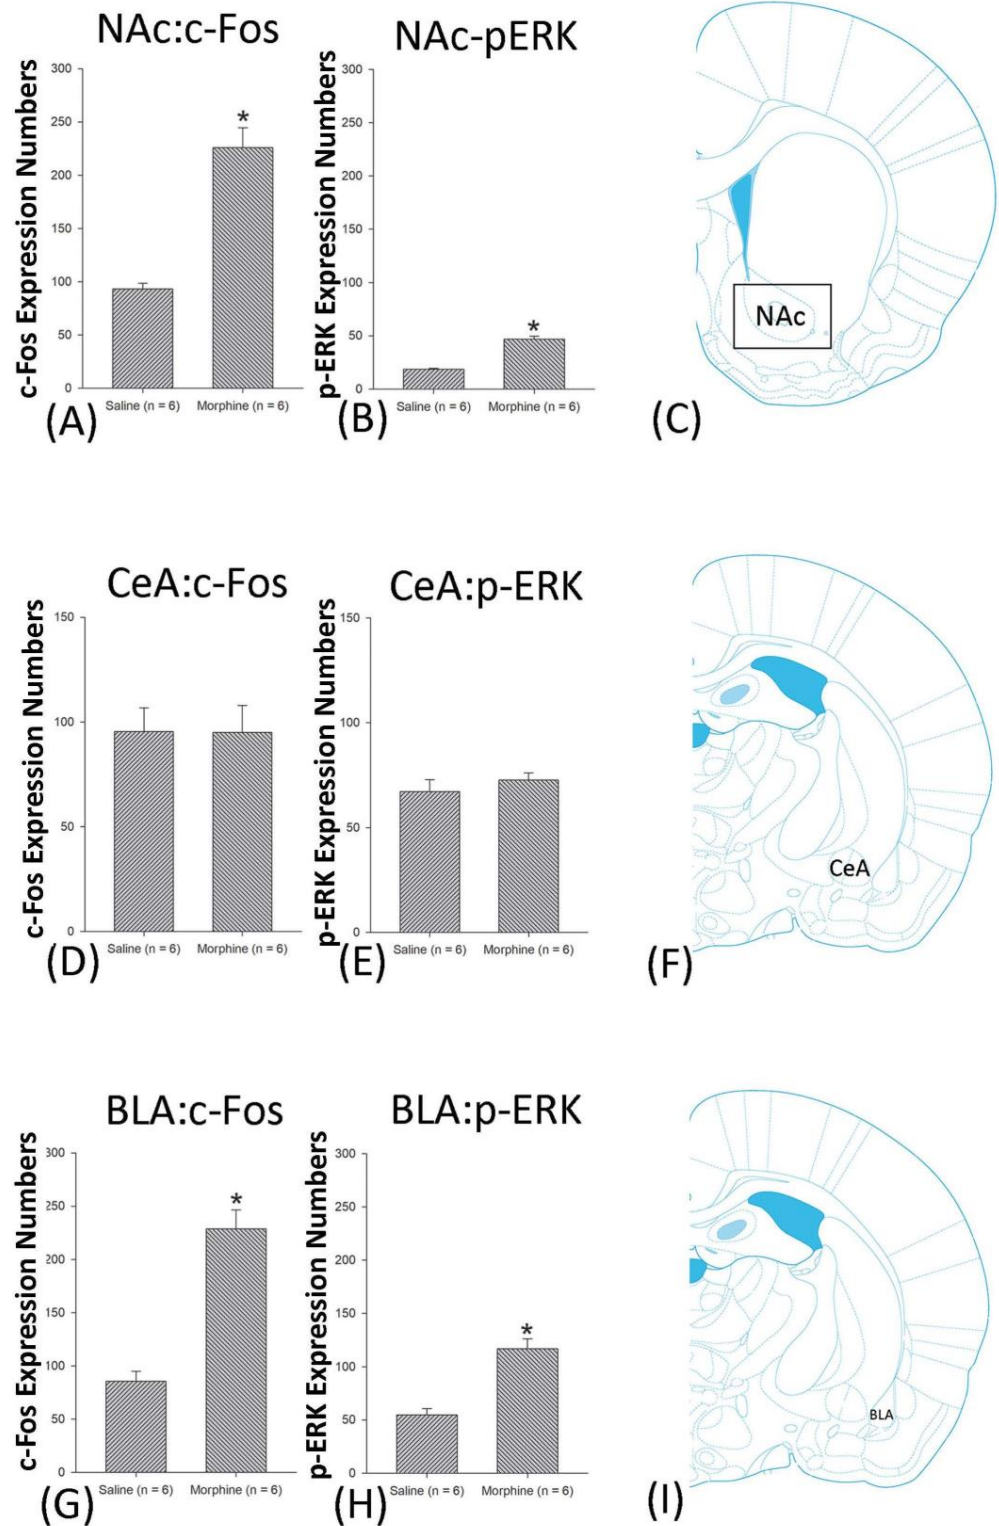 NAc:c-Fos
c-Fos Expression Numbers
300
250
200
150
100
50
0
*
Saline (n = 6) Morphine (n = 6)
(A)
NAc-pERK
p-ERK Expression Numbers
300
250
200
150
100
50
0
*
Saline (n = 6) Morphine (n = 6)
(B)
NAc
(C)
CeA:c-Fos
c-Fos Expression Numbers
150
100
50
0
Saline (n = 6) Morphine (n = 6)
(D)
CeA:p-ERK
p-ERK Expression Numbers
150
100
50
0
Saline (n = 6) Morphine (n = 6)
(E)
CeA
(F)
BLA:c-Fos
c-Fos Expression Numbers
300
250
200
150
100
50
0
*
Saline (n = 6) Morphine (n = 6)
(G)
BLA:p-ERK
p-ERK Expression Numbers
300
250
200
150
100
50
0
*
Saline (n = 6) Morphine (n = 6)
(H)
BLA
(I)